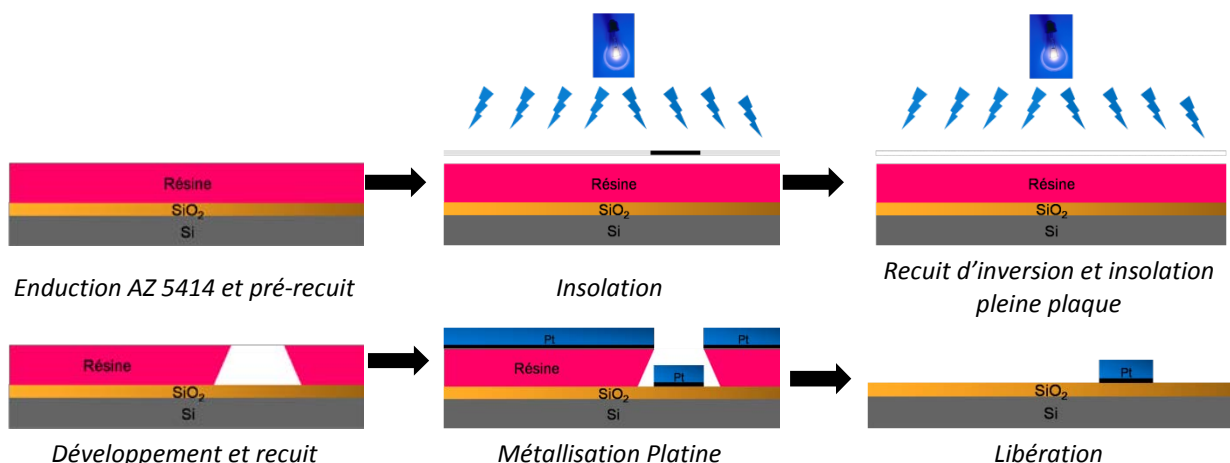 Résine
SiO₂
Si
Enduction AZ 5414 et pré-recuit
Résine
SiO₂
Si
Insolation
Résine
SiO₂
Si
Recuit d’inversion et insolation
pleine plaque
Résine
SiO₂
Si
Développement et recuit
Pt
Pt
Résine
Pt
SiO₂
Si
Métallisation Platine
Pt
SiO₂
Si
Libération